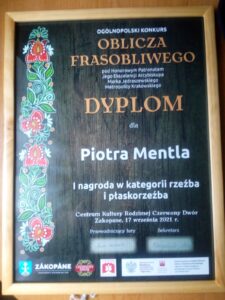 OGÓLNOPOLSKI KONKURS
OBLICZA
FRASOBLIWEGO
pod Honorowym Patronatem
Jego Ekscelencji Arcybiskupa
Marka Jędraszewskiego
Metropolity Krakowskiego
DYPLOM
dla
Piotra Mentla
I nagroda w kategorii rzeźba
i płaskorzeźba
Centrum Kultury Rodzimej Czerwony Dwór
Zakopane, 17 września 2021 r.
Przewodniczący Jury
Sekretarz
ZAKOPANE